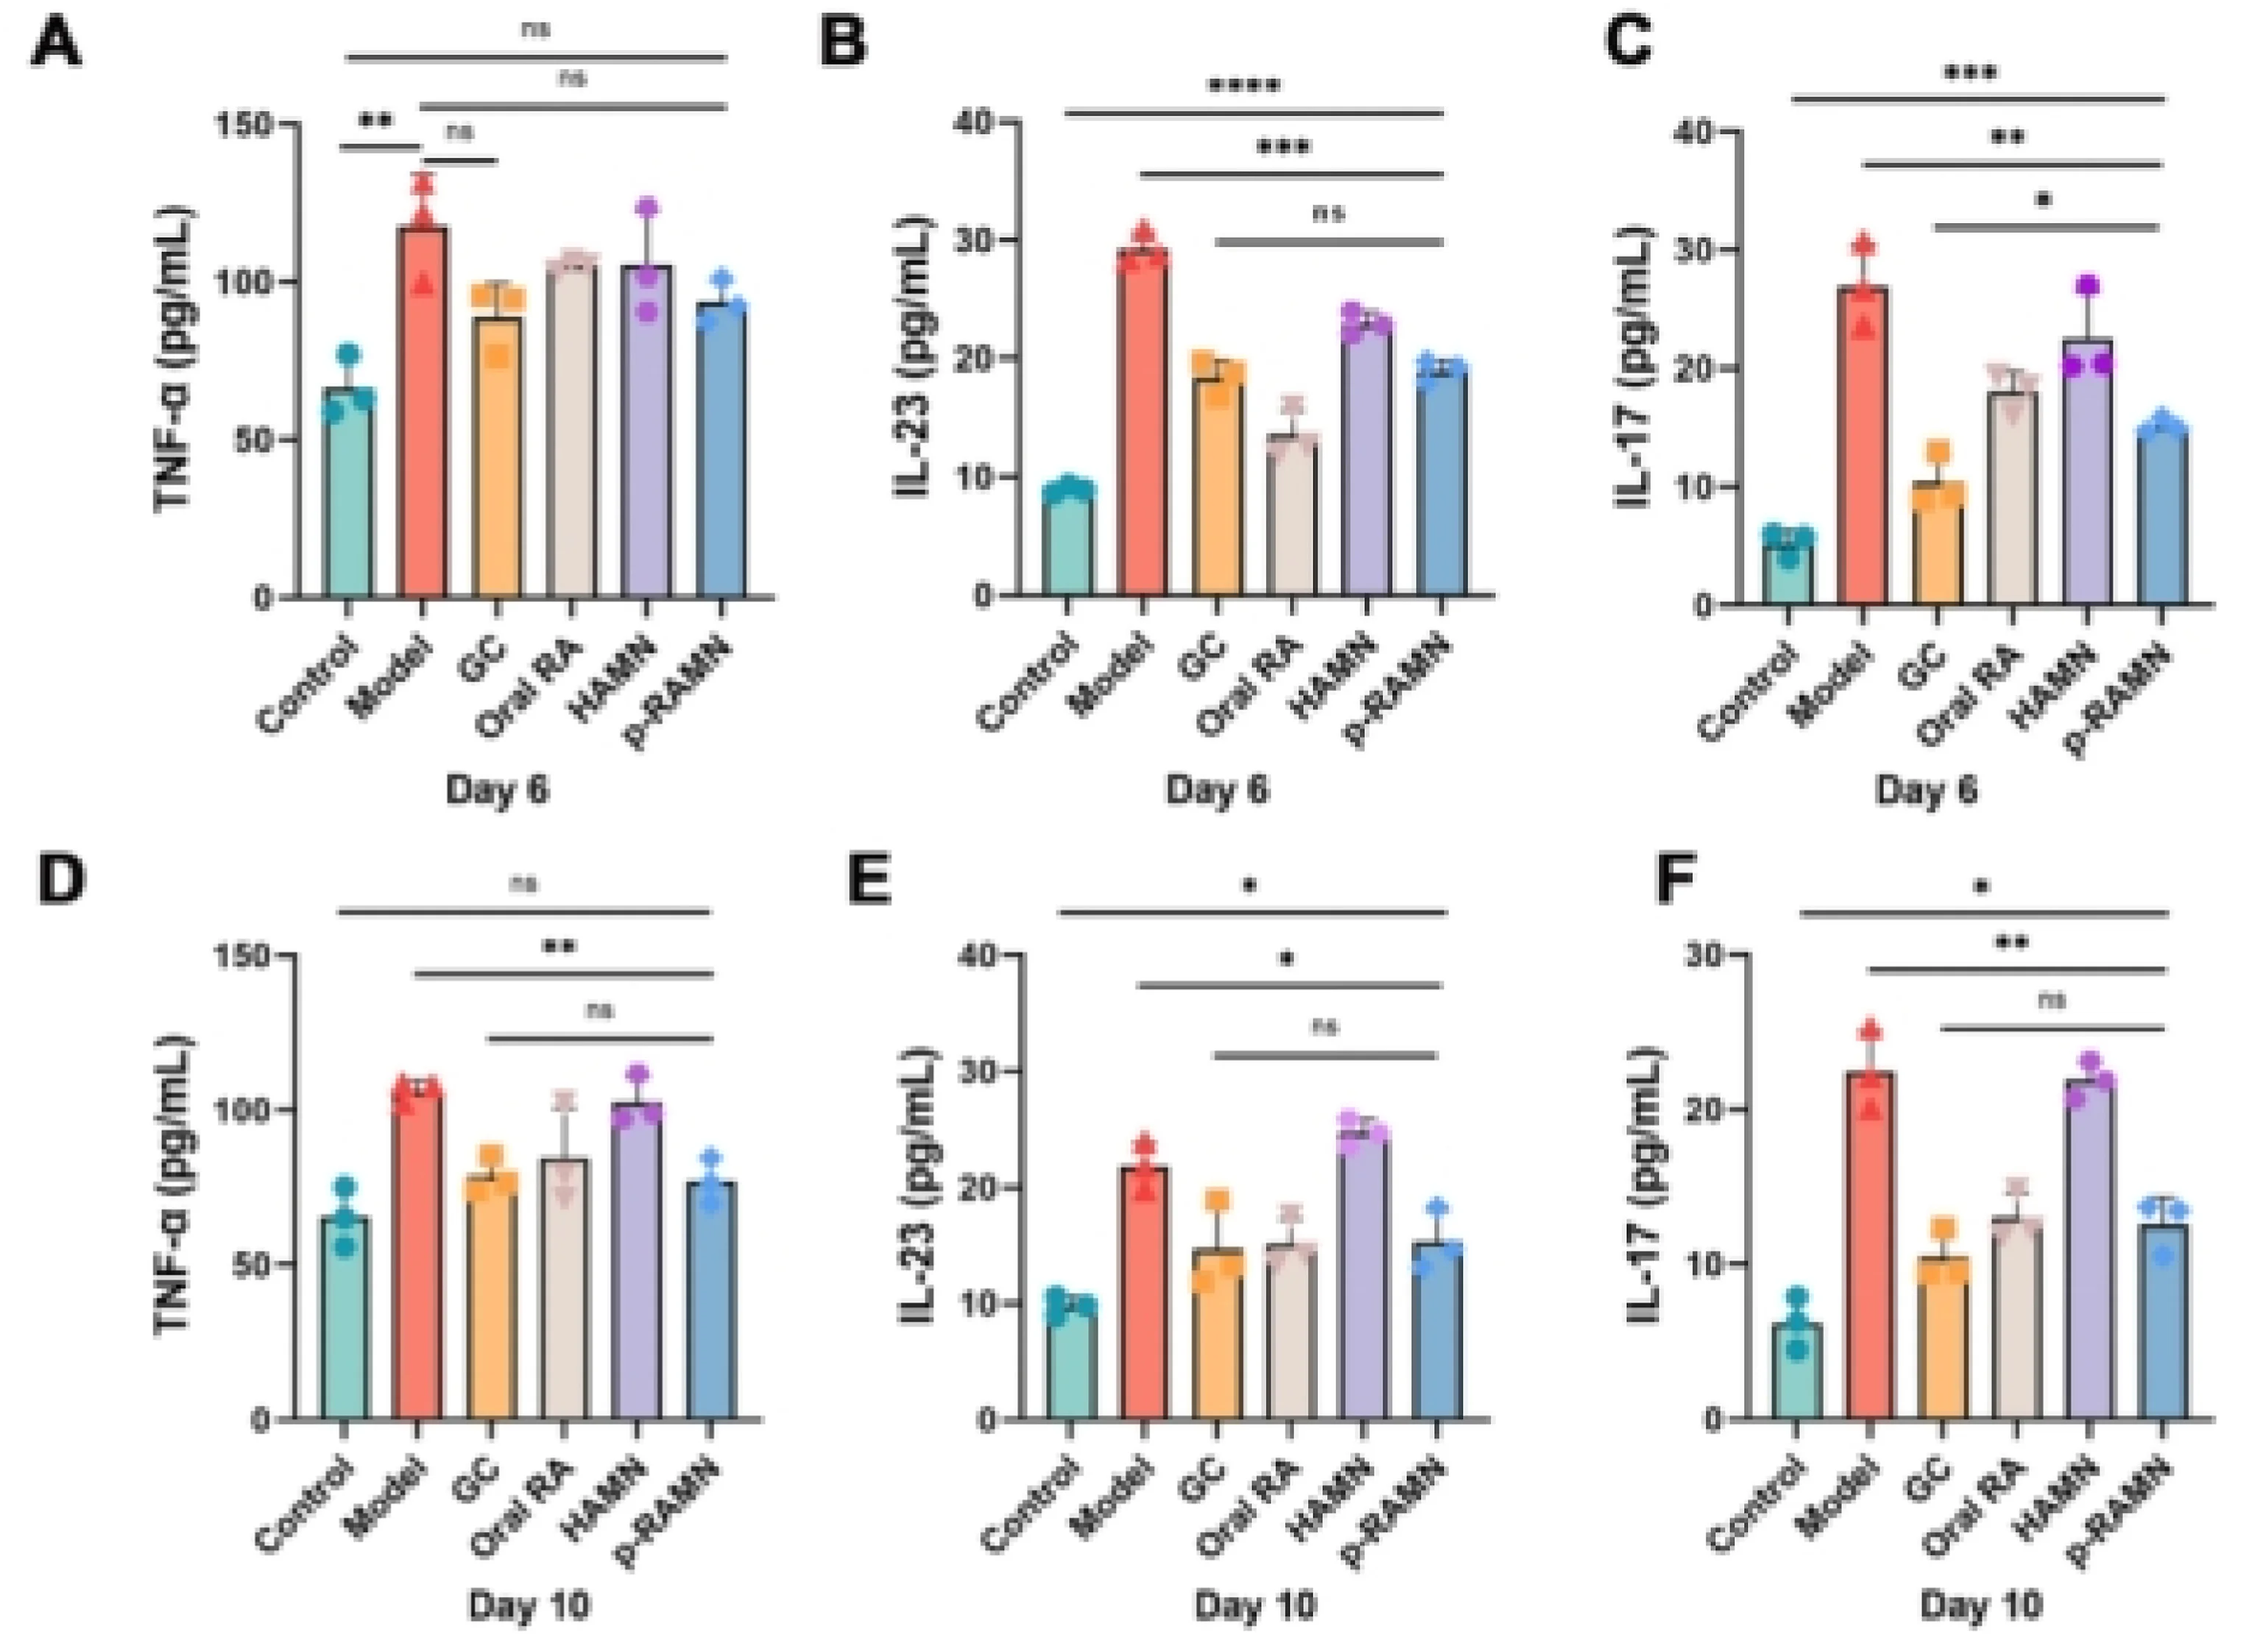 A
ns
ns
**
ns
150
100
50
0
TNF-α (pg/mL)
Control
Model
GC
Oral RA
HAMN
p-RAMN
Day 6
B
****
***
ns
40
30
20
10
0
IL-23 (pg/mL)
Control
Model
GC
Oral RA
HAMN
p-RAMN
Day 6
C
***
**
*
40
30
20
10
0
IL-17 (pg/mL)
Control
Model
GC
Oral RA
HAMN
p-RAMN
Day 6
D
ns
**
ns
150
100
50
0
TNF-α (pg/mL)
Control
Model
GC
Oral RA
HAMN
p-RAMN
Day 10
E
*
*
ns
40
30
20
10
0
IL-23 (pg/mL)
Control
Model
GC
Oral RA
HAMN
p-RAMN
Day 10
F
*
**
ns
30
20
10
0
IL-17 (pg/mL)
Control
Model
GC
Oral RA
HAMN
p-RAMN
Day 10